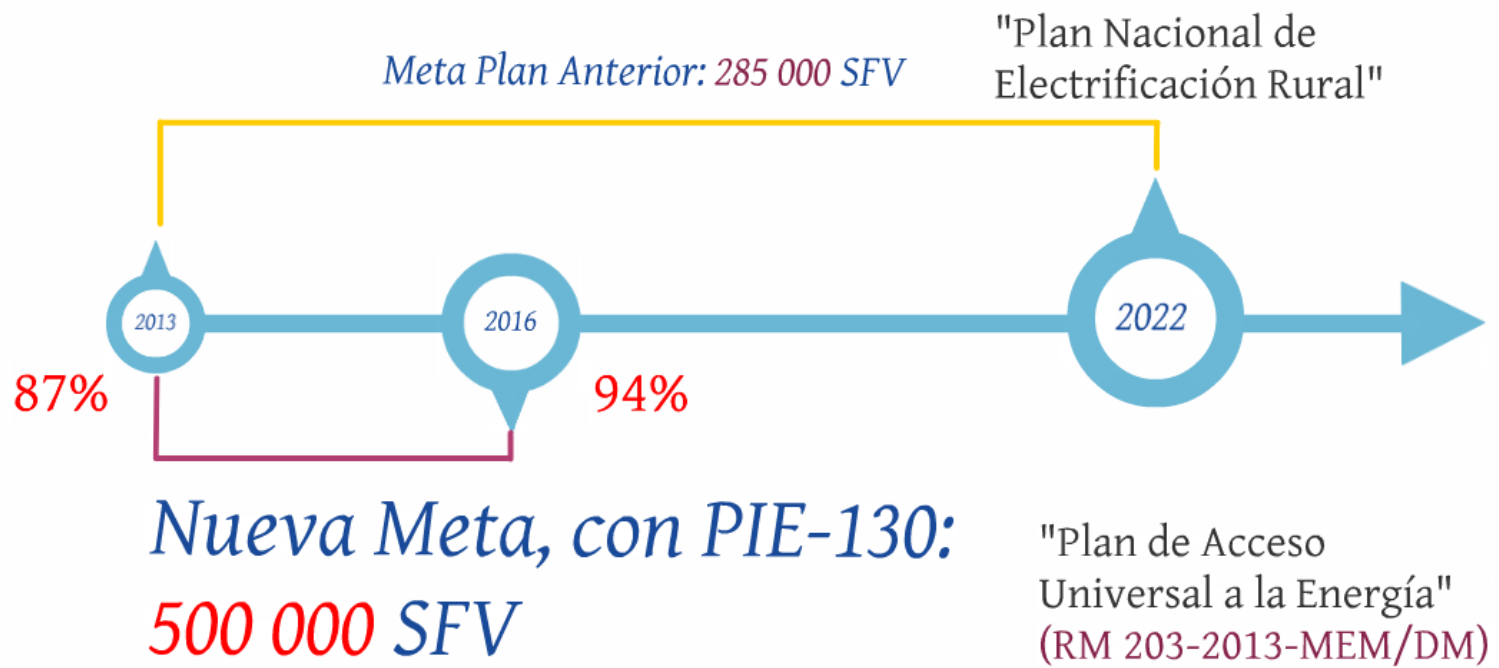 "Plan Nacional de
Electrificación Rural"
Meta Plan Anterior: 285 000 SFV
2013
2016
2022
87%
94%
Nueva Meta, con PIE-130:
500 000 SFV
"Plan de Acceso
Universal a la Energía"
(RM 203-2013-MEM/DM)